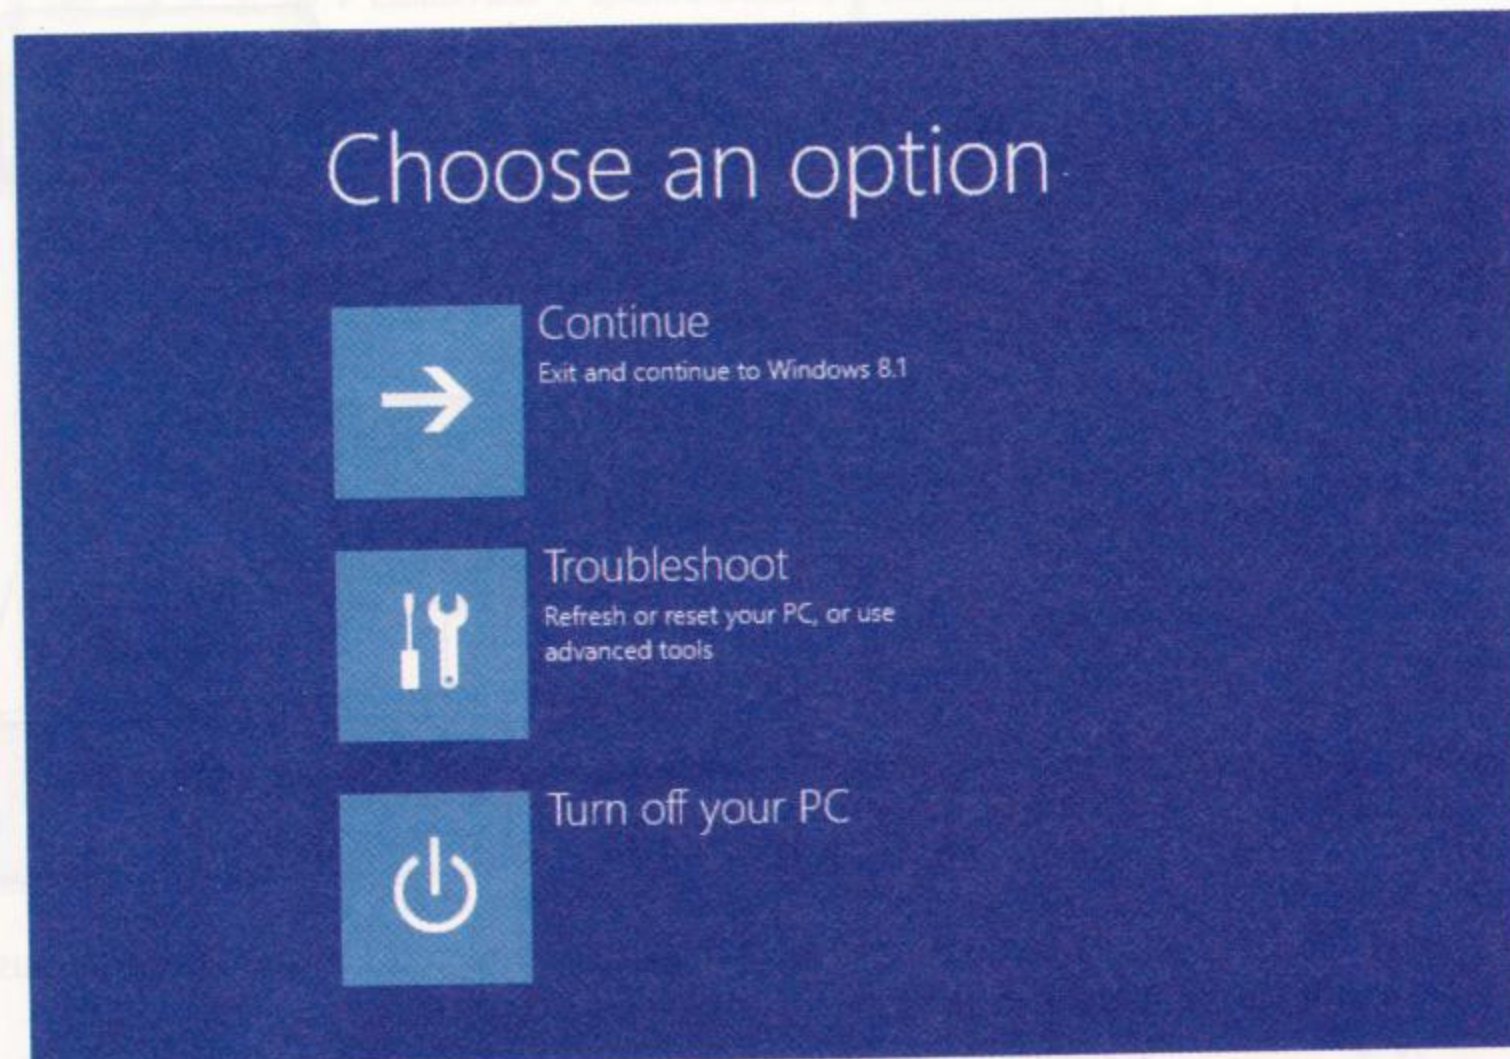 Choose an option
Continue
Exit and continue to Windows 8.1
Troubleshoot
Refresh or reset your PC, or use
advanced tools
Turn off your PC